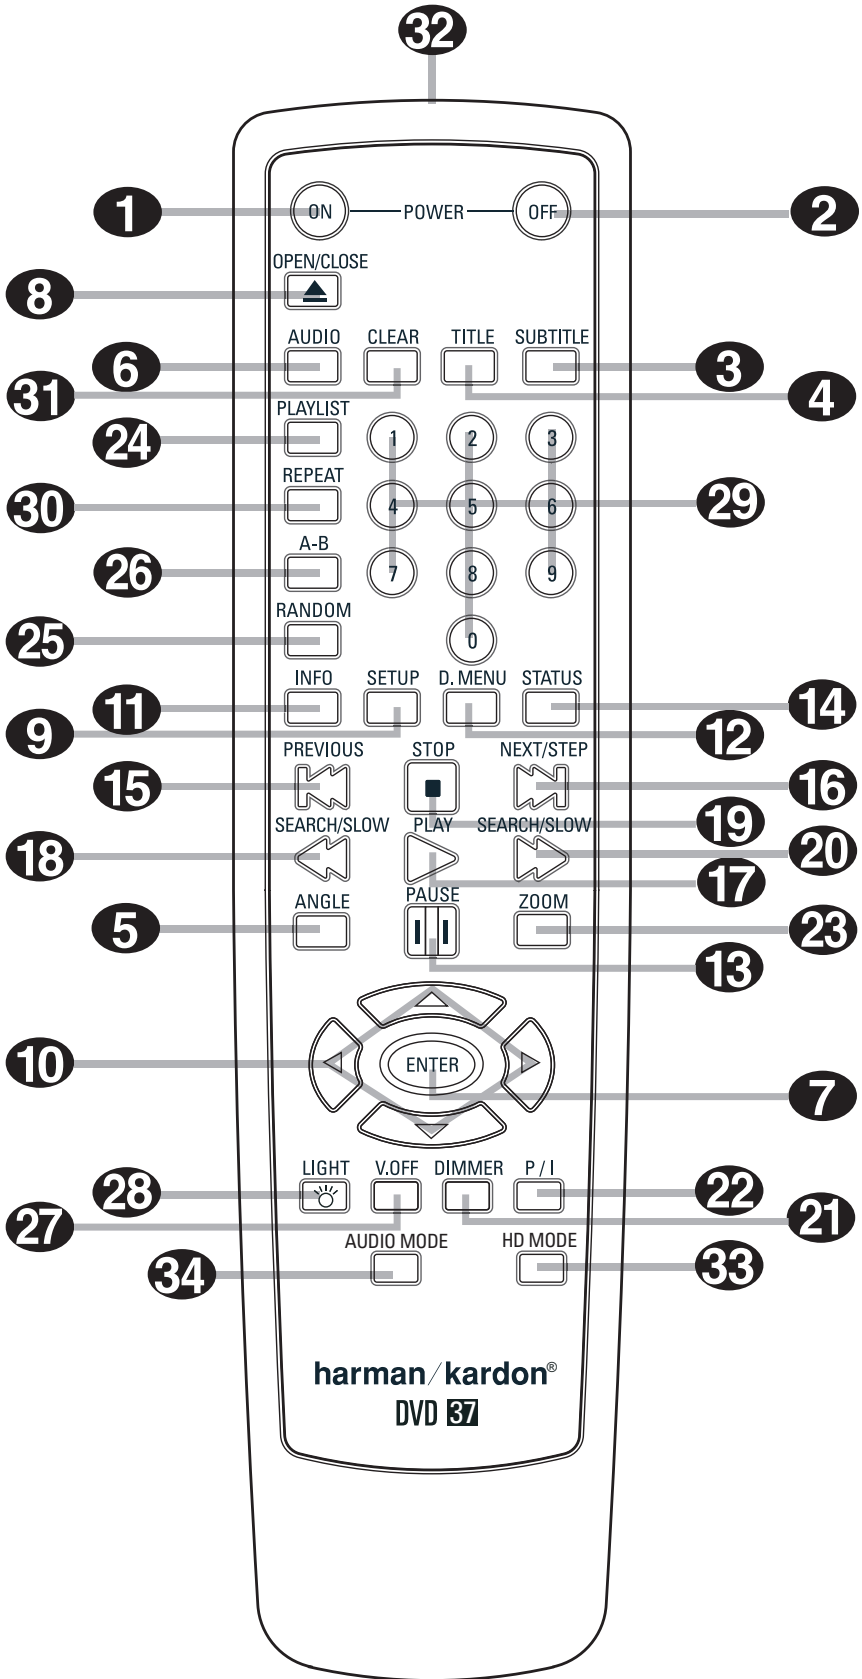 32
1 ON POWER OFF 2
OPEN/CLOSE
8
AUDIO CLEAR TITLE SUBTITLE
6 3
31 4
PLAYLIST
24 1 2 3
REPEAT
30 4 5 6 29
A-B
26 7 8 9
RANDOM
25 0
INFO SETUP D. MENU STATUS
11 14
9 12
PREVIOUS STOP NEXT/STEP
15 16
19
SEARCH/SLOW PLAY SEARCH/SLOW
18 20
17
ANGLE PAUSE ZOOM
5 23
13
10 ENTER
7
LIGHT V.OFF DIMMER P / I
28 22
27 21
AUDIO MODE HD MODE
34 33
harman/kardon®
DVD 37